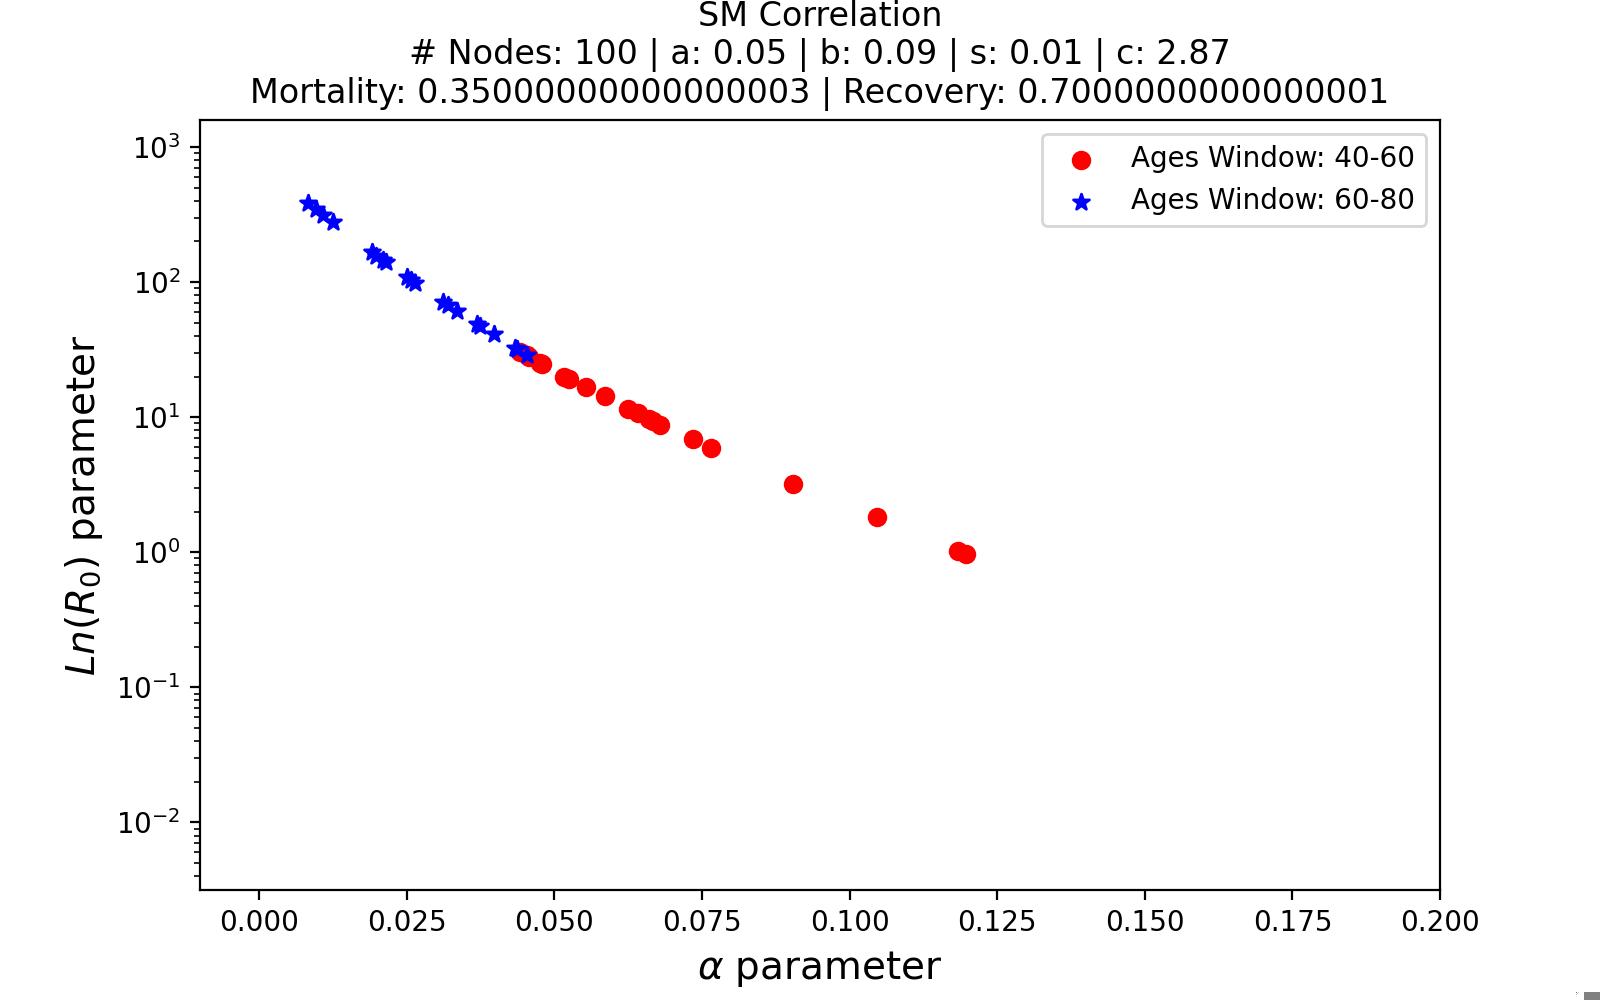 SM Correlation
# Nodes: 100 | a: 0.05 | b: 0.09 | s: 0.01 | c: 2.87
Mortality: 0.35000000000000003 | Recovery: 0.7000000000000001
Ages Window: 40-60
Ages Window: 60-80
10³
10²
10¹
10⁰
10⁻¹
10⁻²
Ln(R₀) parameter
0.000 0.025 0.050 0.075 0.100 0.125 0.150 0.175 0.200
α parameter